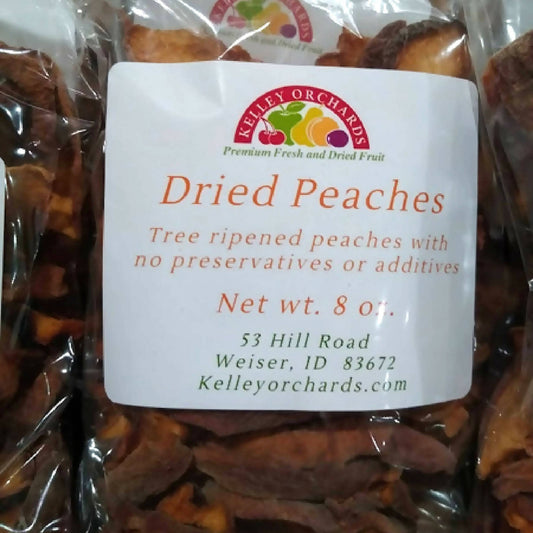 KELLEY ORCHARDS
Premium Fresh and Dried Fruit
Dried Peaches
Tree ripened peaches with
no preservatives or additives
Net wt. 8 oz.
53 Hill Road
Weiser, ID 83672
Kelleyorchards.com